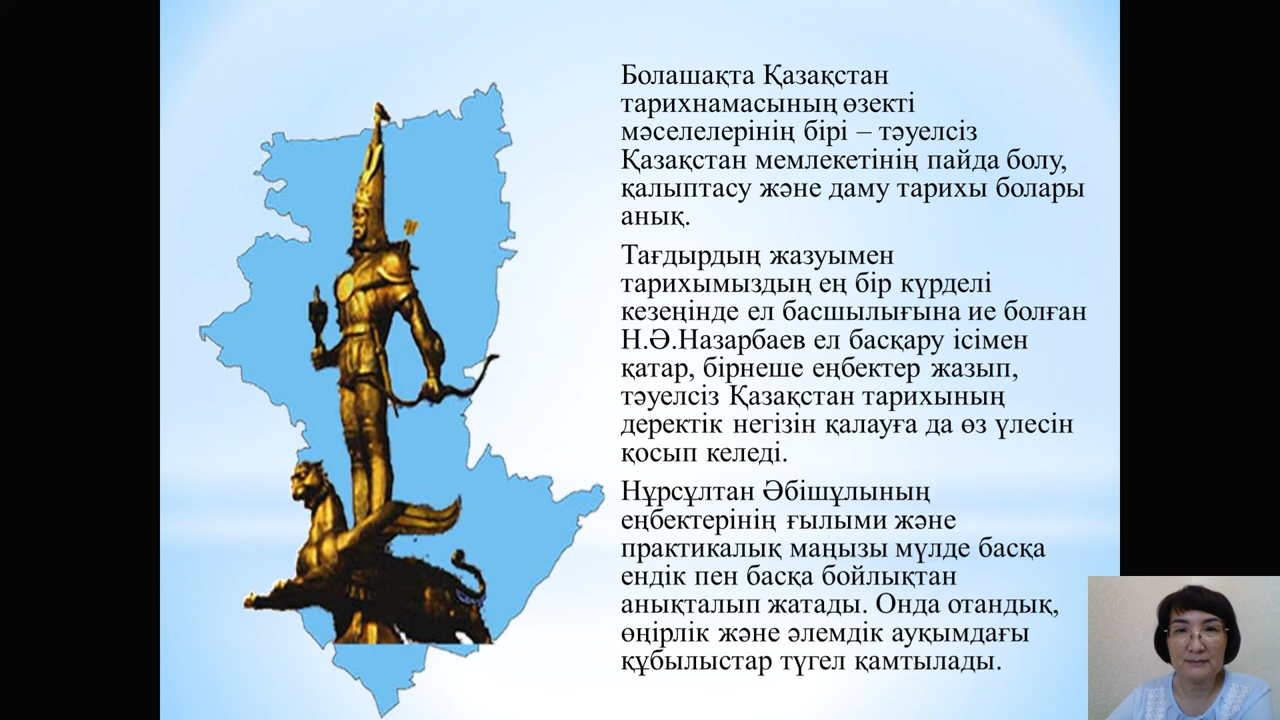 Болашақта Қазақстан
тарихнамасының өзекті
мәселелерінің бірі – тәуелсіз
Қазақстан мемлекетінің пайда болу,
қалыптасу және даму тарихы болары
анық.
Тағдырдың жазуымен
тарихымыздың ең бір күрделі
кезеңінде ел басшылығына ие болған
Н.Ә.Назарбаев ел басқару ісімен
қатар, бірнеше еңбектер жазып,
тәуелсіз Қазақстан тарихының
деректік негізін қалауға да өз үлесін
қосып келеді.
Нұрсұлтан Әбішұлының
еңбектерінің ғылыми және
практикалық маңызы мүлде басқа
ендік пен басқа бойлықтан
анықталып жатады. Онда отандық,
өңірлік және әлемдік ауқымдағы
құбылыстар түгел қамтылады.